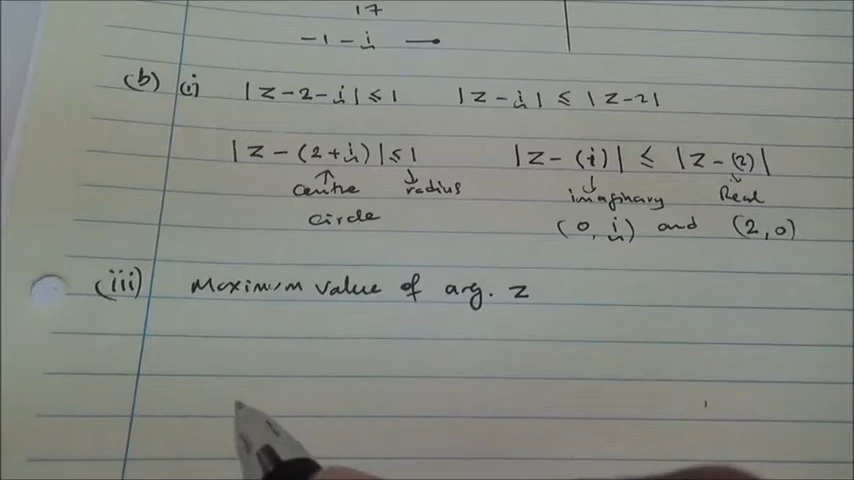 17
-1 - i
(b) (i) |z-2-i| ≤ 1 |z-i| ≤ |z-2|
|z-(2+i)| ≤ 1 |z-(i)| ≤ |z-(2)|
centre radius imaginary Real
circle (0, i) and (2,0)
(iii) Maximum value of arg. z